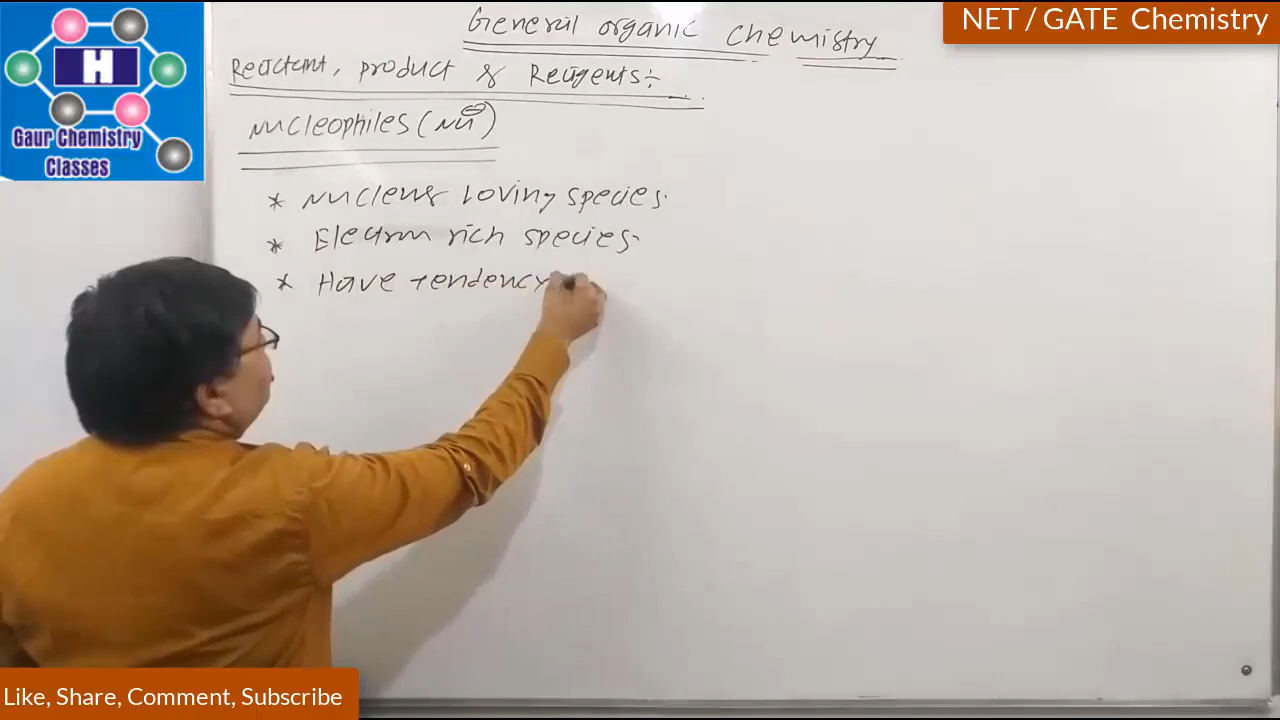 General organic chemistry
NET / GATE Chemistry
Reactant, product & Reagents:-
H
Gaur Chemistry
Classes
Nucleophiles (Nu⊖)
* Nucleus Loving species.
* Electron rich species.
* Have tendency
Like, Share, Comment, Subscribe